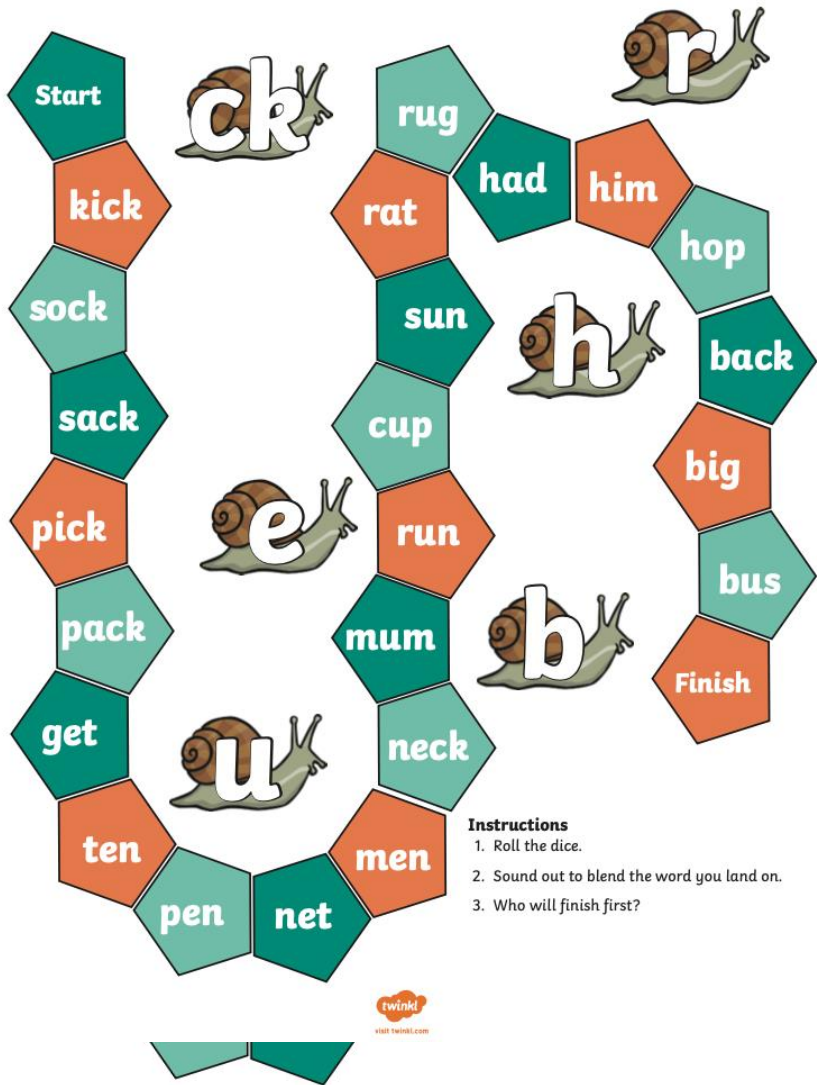 Start
kick
sock
sack
pick
pack
get
ten
pen
net
men
neck
mum
run
cup
sun
rat
rug
had
him
hop
back
big
bus
Finish
ck
r
h
e
b
u
Instructions
1. Roll the dice.
2. Sound out to blend the word you land on.
3. Who will finish first?
twinkl
visit twinkl.com